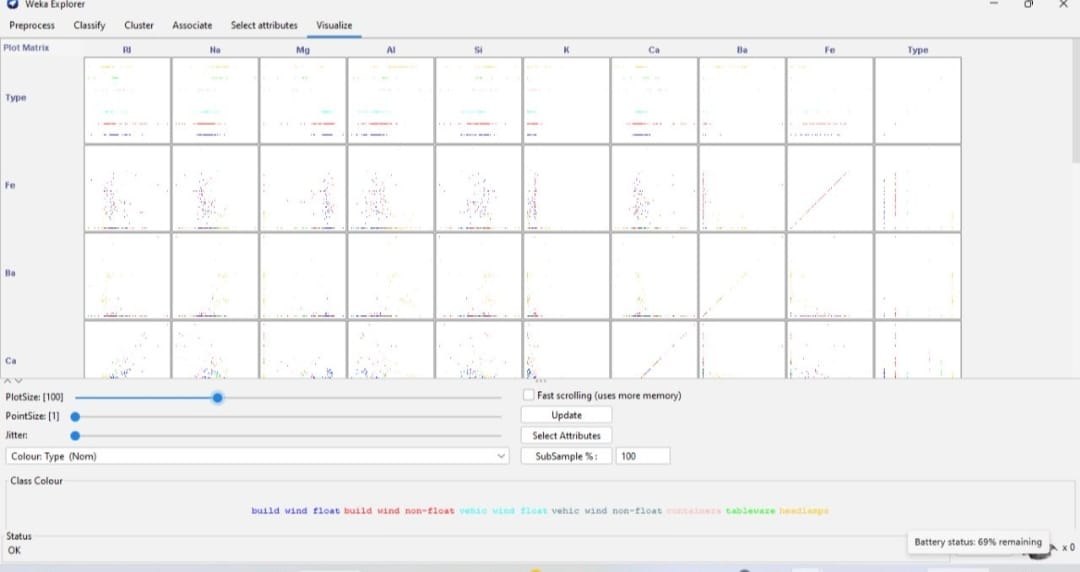 Weka Explorer
Preprocess Classify Cluster Associate Select attributes Visualize
Plot Matrix RI Na Mg Al Si K Ca Ba Fe Type
Type
Fe
Ba
Ca
PlotSize: [100]
Fast scrolling (uses more memory)
PointSize: [1]
Update
Jitter:
Select Attributes
Colour: Type (Nom)
SubSample % : 100
Class Colour
build wind float build wind non-float vehic wind float vehic wind non-float containers tableware headlamps
Status
OK
Battery status: 69% remaining
x 0